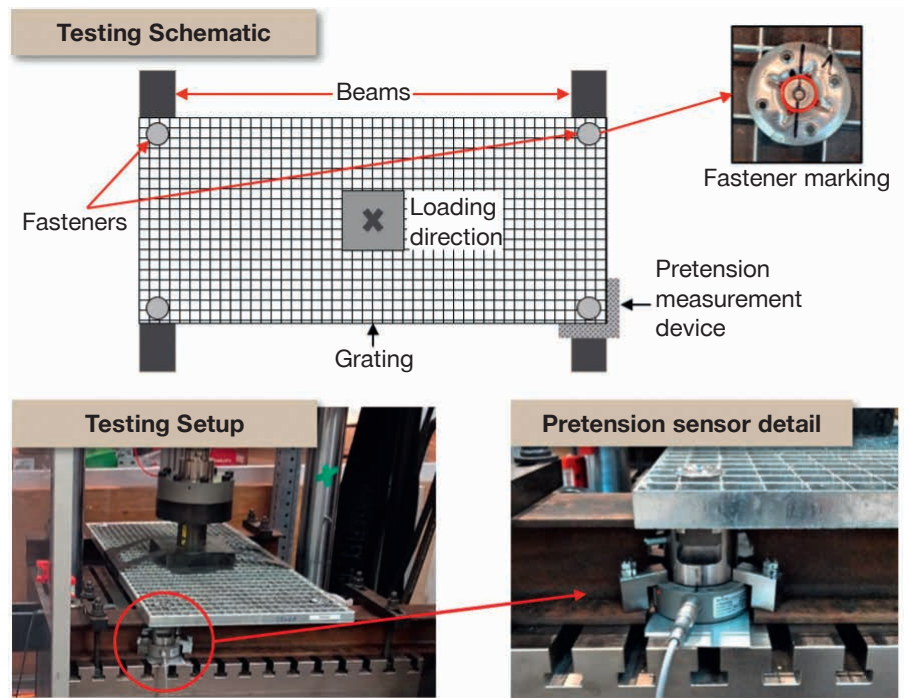 Testing Schematic
Beams
Fastener marking
Fasteners
Loading
direction
Pretension
measurement
device
Grating
Testing Setup
Pretension sensor detail